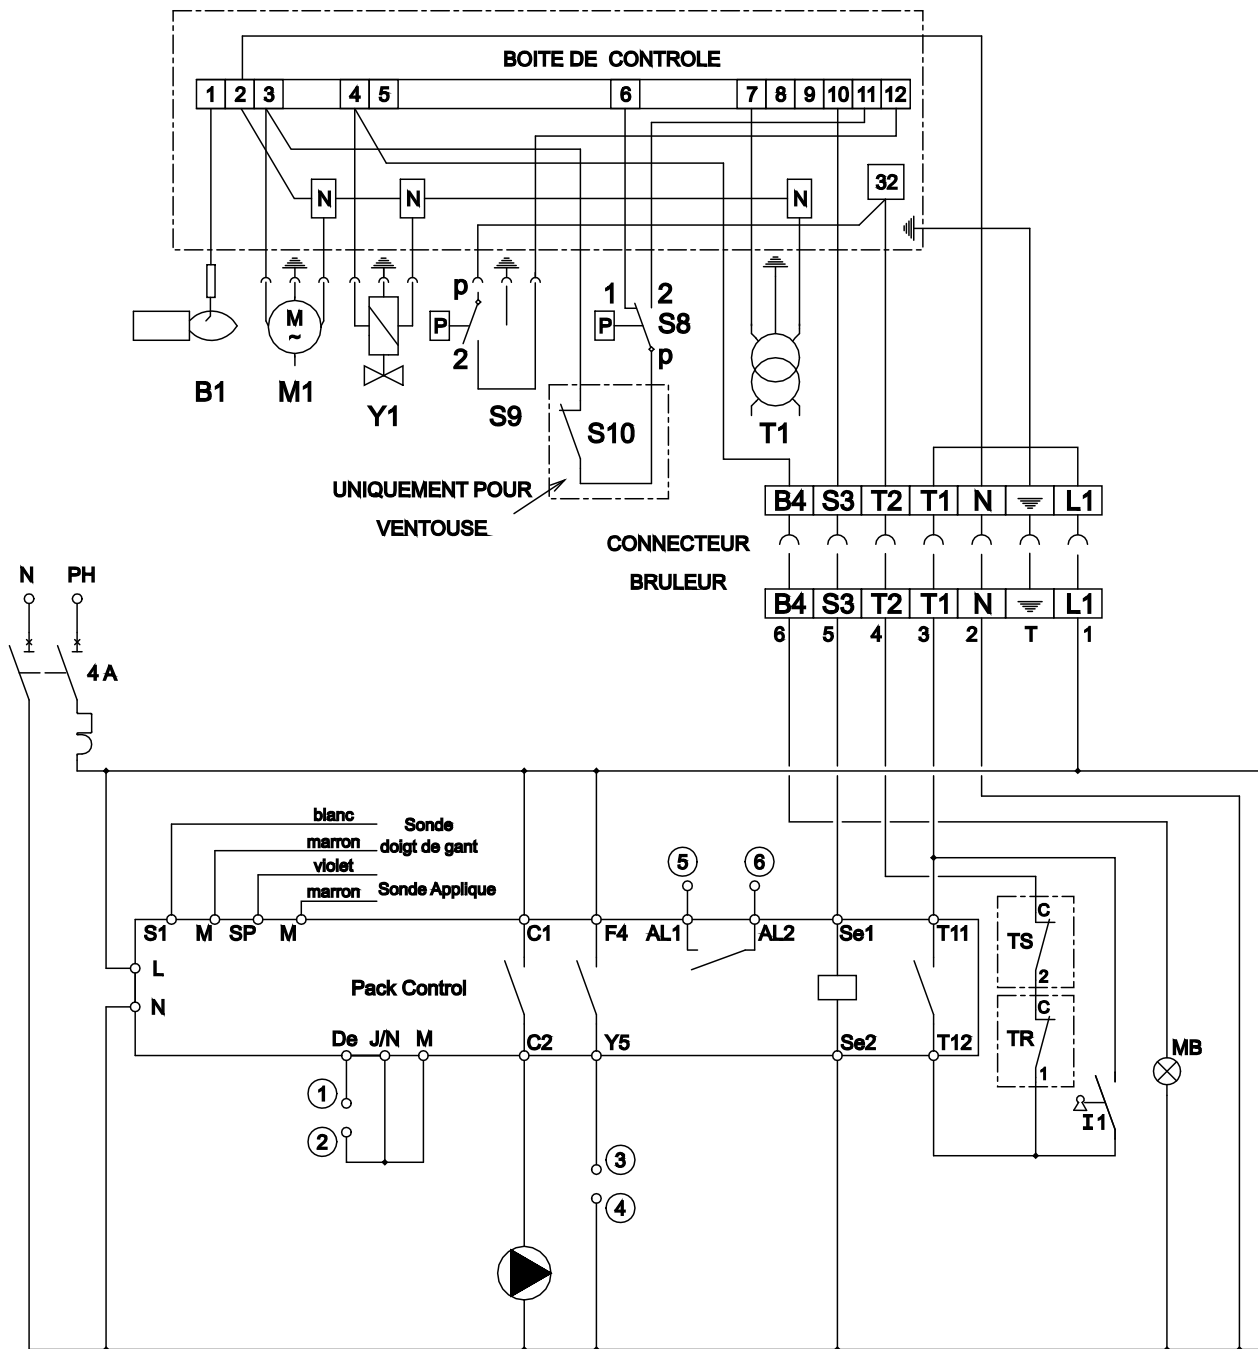 BOITE DE CONTROLE
1 2 3 4 5 6 7 8 9 10 11 12
32
N N N
p 1 2
M ~ P P S8
2 p
B1 M1 Y1 S9 S10 T1
UNIQUEMENT POUR
VENTOUSE
B4 S3 T2 T1 N L1
CONNECTEUR
BRULEUR
N PH
B4 S3 T2 T1 N L1
6 5 4 3 2 T 1
4 A
blanc
Sonde
marron
doigt de gant
violet
marron
Sonde Applique
5 6
S1 M SP M C1 F4 AL1 AL2 Se1 T11
C
TS
2
L
N
Pack Control
C
TR
1
De J/N M C2 Y5 Se2 T12
MB
1
2
I1
3
4